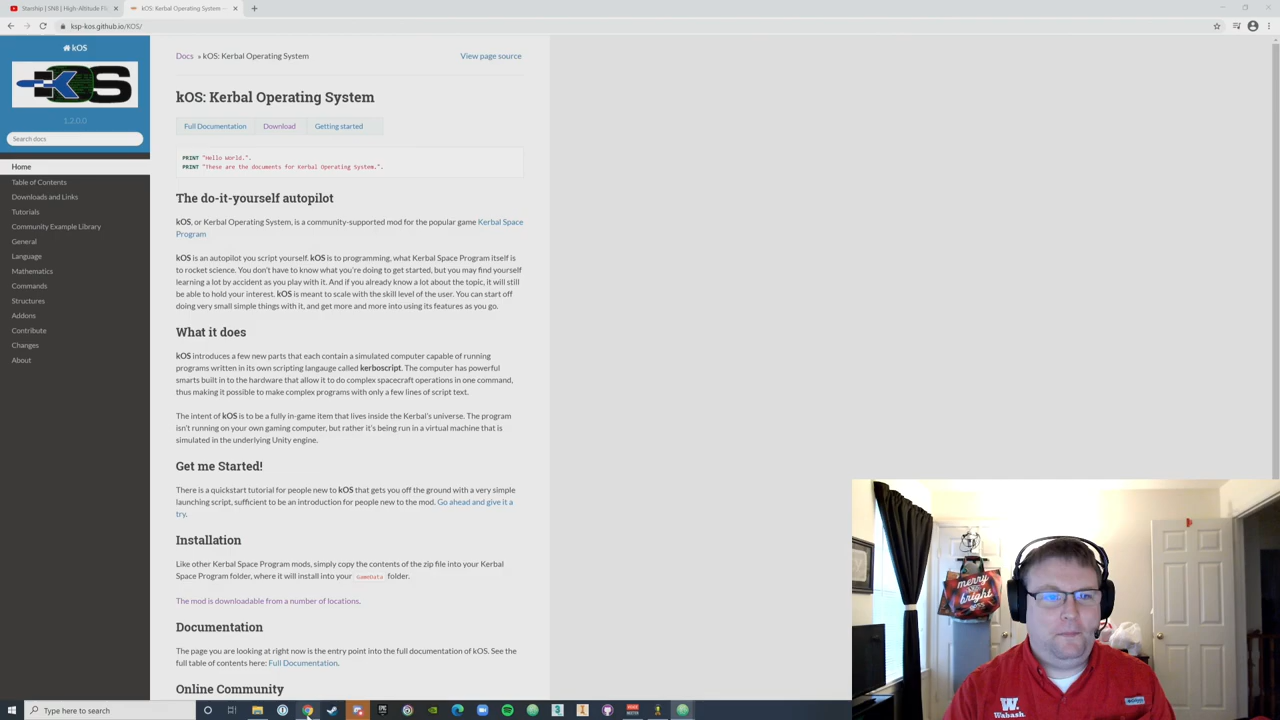 Starship | SN8 | High-Altitude Fl
kOS: Kerbal Operating System —
ksp-kos.github.io/KOS/
kOS
kOS
1.2.0.0
Search docs
Home
Table of Contents
Downloads and Links
Tutorials
Community Example Library
General
Language
Mathematics
Commands
Structures
Addons
Contribute
Changes
About
Docs » kOS: Kerbal Operating System
View page source
kOS: Kerbal Operating System
Full Documentation
Download
Getting started
PRINT "Hello World.".
PRINT "These are the documents for Kerbal Operating System.".
The do-it-yourself autopilot
kOS, or Kerbal Operating System, is a community-supported mod for the popular game Kerbal Space
Program
kOS is an autopilot you script yourself. kOS is to programming, what Kerbal Space Program itself is
to rocket science. You don't have to know what you're doing to get started, but you may find yourself
learning a lot by accident as you play with it. And if you already know a lot about the topic, it will still
be able to hold your interest. kOS is meant to scale with the skill level of the user. You can start off
doing very small simple things with it, and get more and more into using its features as you go.
What it does
kOS introduces a few new parts that each contain a simulated computer capable of running
programs written in its own scripting langauge called kerboscript. The computer has powerful
smarts built in to the hardware that allow it to do complex spacecraft operations in one command,
thus making it possible to make complex programs with only a few lines of script text.
The intent of kOS is to be a fully in-game item that lives inside the Kerbal's universe. The program
isn't running on your own gaming computer, but rather it's being run in a virtual machine that is
simulated in the underlying Unity engine.
Get me Started!
There is a quickstart tutorial for people new to kOS that gets you off the ground with a very simple
launching script, sufficient to be an introduction for people new to the mod. Go ahead and give it a
try.
Installation
Like other Kerbal Space Program mods, simply copy the contents of the zip file into your Kerbal
Space Program folder, where it will install into your GameData folder.
The mod is downloadable from a number of locations.
Documentation
The page you are looking at right now is the entry point into the full documentation of kOS. See the
full table of contents here: Full Documentation.
Online Community
merry
bright
W.
Wabash
Type here to search
EPIC